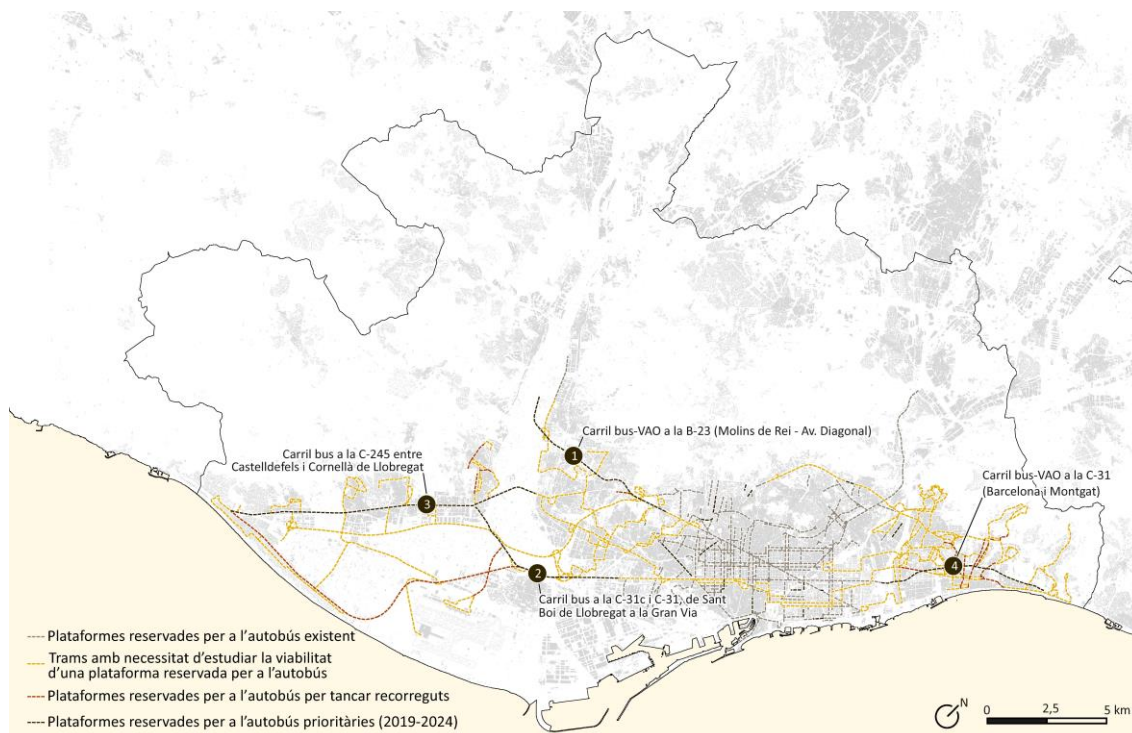 Carril bus-VAO a la B-23 (Molins de Rei - Av. Diagonal)
1
Carril bus a la C-245 entre
Castelldefels i Cornellà de Llobregat
3
Carril bus-VAO a la C-31
(Barcelona i Montgat)
4
2
Carril bus a la C-31c i C-31, de Sant
Boi de Llobregat a la Gran Via
Plataformes reservades per a l'autobús existent
Trams amb necessitat d'estudiar la viabilitat
d'una plataforma reservada per a l'autobús
Plataformes reservades per a l'autobús per tancar recorreguts
Plataformes reservades per a l'autobús prioritàries (2019-2024)
N
0 2,5 5 km